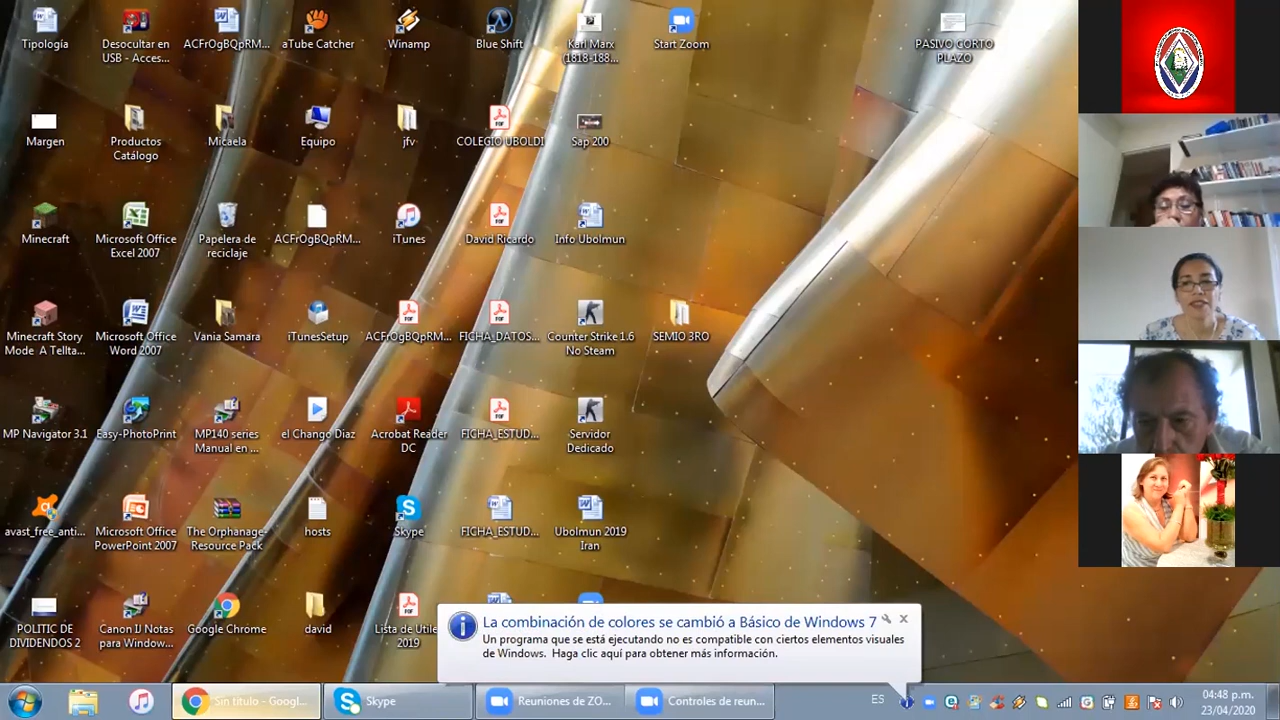 Tipología
Desocultar en
USB - Acces...
ACFrOgBQpRM...
aTube Catcher
Winamp
Blue Shift
Karl Marx
(1818-188...
Start Zoom
PASIVO CORTO
PLAZO
Margen
Productos
Catálogo
Micaela
Equipo
jfv
COLEGIO UBOLDI
Sap 200
Minecraft
Microsoft Office
Excel 2007
Papelera de
reciclaje
ACFrOgBQpRM...
iTunes
David Ricardo
Info Ubolmun
Minecraft Story
Mode A Tellta...
Microsoft Office
Word 2007
Vania Samara
iTunesSetup
ACFrOgBQpRM...
FICHA_DATOS...
Counter Strike 1.6
No Steam
SEMIO 3RO
MP Navigator 3.1
Easy-PhotoPrint
MP140 series
Manual en ...
el Chango Diaz
Acrobat Reader
DC
FICHA_ESTUD...
Servidor
Dedicado
avast_free_anti...
Microsoft Office
PowerPoint 2007
The Orphanage-
Resource Pack
hosts
Skype
FICHA_ESTUD...
Ubolmun 2019
Iran
POLITIC DE
DIVIDENDOS 2
Canon IJ Notas
para Window...
Google Chrome
david
Lista de Utile
2019
La combinación de colores se cambió a Básico de Windows 7
Un programa que se está ejecutando no es compatible con ciertos elementos visuales
de Windows. Haga clic aquí para obtener más información.
Sin título - Googl...
Skype
Reuniones de ZO...
Controles de reun...
ES
04:48 p.m.
23/04/2020